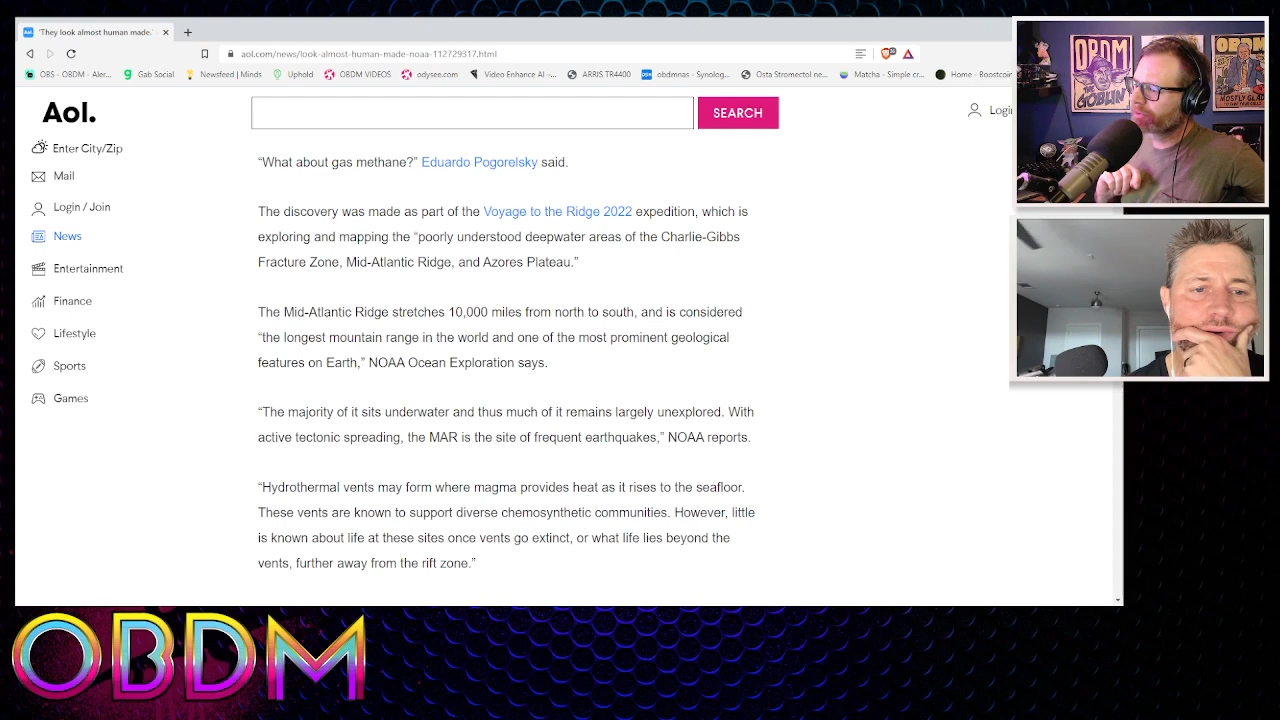 'They look almost human made.'
aol.com/news/look-almost-human-made-noaa-112729317.html
OBS - OBDM - Aler...
Gab Social
Newsfeed | Minds
Upholo
OBDM VIDEOS
odysee.com
Video Enhance AI -...
ARRIS TR4400
obdmnas - Synolog...
Osta Stromectol ne...
Matcha - Simple cr...
Home - Boostcoin
Aol.
SEARCH
Login
Enter City/Zip
Mail
Login / Join
News
Entertainment
Finance
Lifestyle
Sports
Games
“What about gas methane?” Eduardo Pogorelsky said.
The discovery was made as part of the Voyage to the Ridge 2022 expedition, which is
exploring and mapping the “poorly understood deepwater areas of the Charlie-Gibbs
Fracture Zone, Mid-Atlantic Ridge, and Azores Plateau.”
The Mid-Atlantic Ridge stretches 10,000 miles from north to south, and is considered
“the longest mountain range in the world and one of the most prominent geological
features on Earth,” NOAA Ocean Exploration says.
“The majority of it sits underwater and thus much of it remains largely unexplored. With
active tectonic spreading, the MAR is the site of frequent earthquakes,” NOAA reports.
“Hydrothermal vents may form where magma provides heat as it rises to the seafloor.
These vents are known to support diverse chemosynthetic communities. However, little
is known about life at these sites once vents go extinct, or what life lies beyond the
vents, further away from the rift zone.”
OBDM
THE GOBLIN
OBDM
MOSTLY GLAD
OBDM